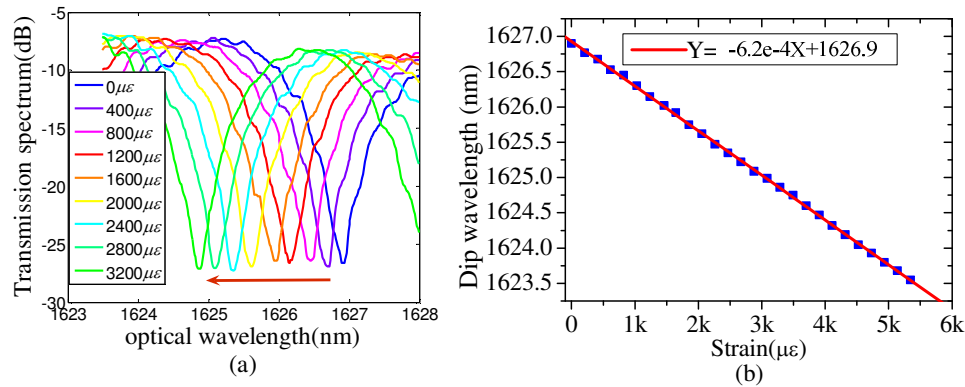 Transmission spectrum(dB)
-5
-10
-15
-20
-25
-30
0με
400με
800με
1200με
1600με
2000με
2400με
2800με
3200με
1623 1624 1625 1626 1627 1628
optical wavelength(nm)
(a)
Dip wavelength (nm)
1627.0
1626.5
1626.0
1625.5
1625.0
1624.5
1624.0
1623.5
Y= -6.2e-4X+1626.9
0 1k 2k 3k 4k 5k 6k
Strain(με)
(b)